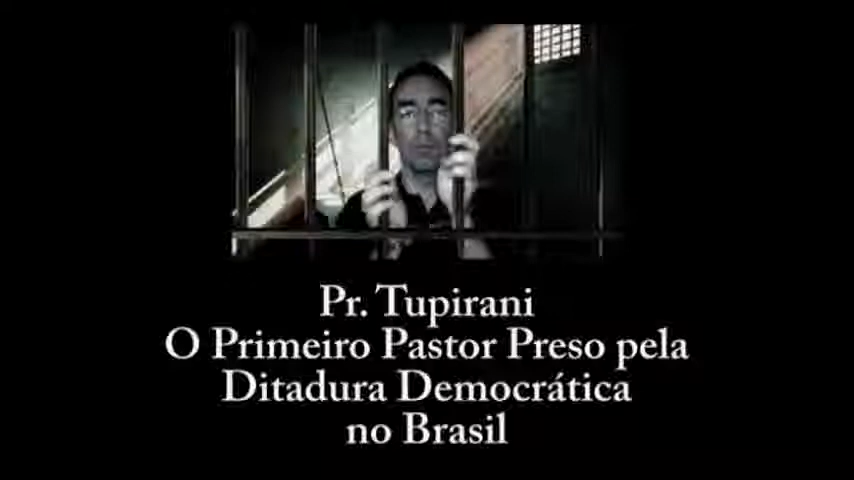 Pr. Tupirani
O Primeiro Pastor Preso pela
Ditadura Democrática
no Brasil